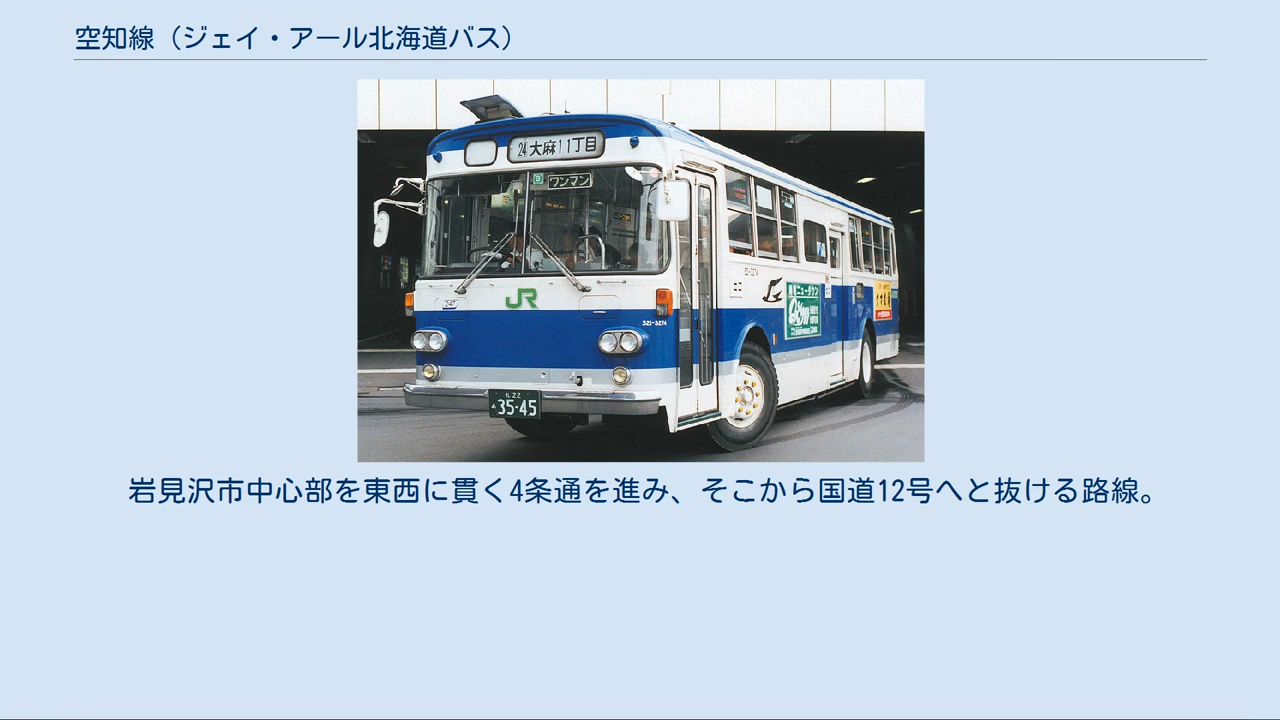 空知線（ジェイ・アール北海道バス）
24 大麻11丁目
B ワンマン
JR
321-3274
札22
35-45
岩見沢市中心部を東西に貫く4条通を進み、そこから国道12号へと抜ける路線。